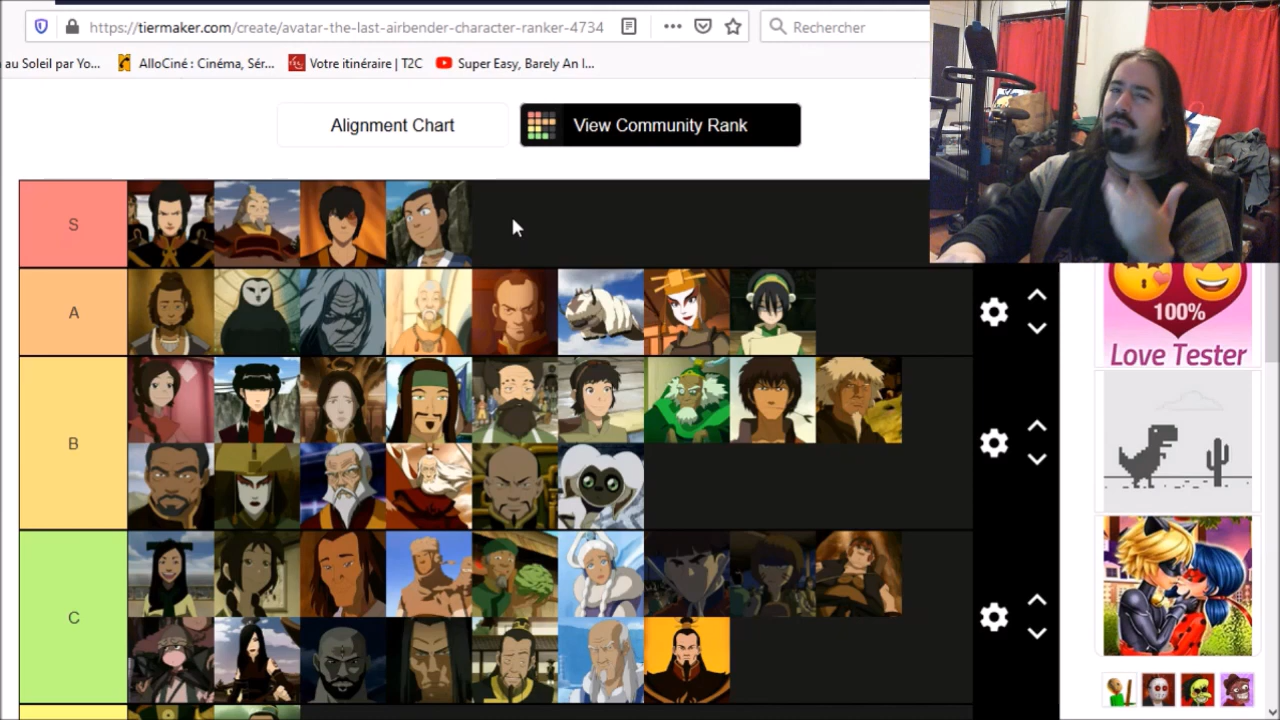 https://tiermaker.com/create/avatar-the-last-airbender-character-ranker-4734
Rechercher
au Soleil par Yo...
AlloCiné : Cinéma, Sér...
Votre itinéraire | T2C
Super Easy, Barely An I...
Alignment Chart
View Community Rank
S
A
B
C
100%
Love Tester